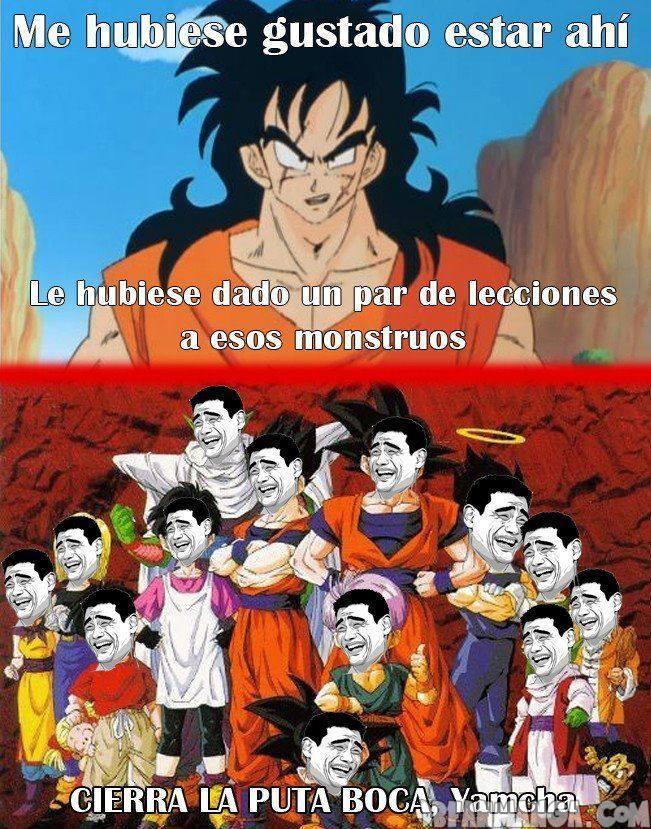 Me hubiese gustado estar ahí
Le hubiese dado un par de lecciones
a esos monstruos
CIERRA LA PUTA BOCA, Yamcha